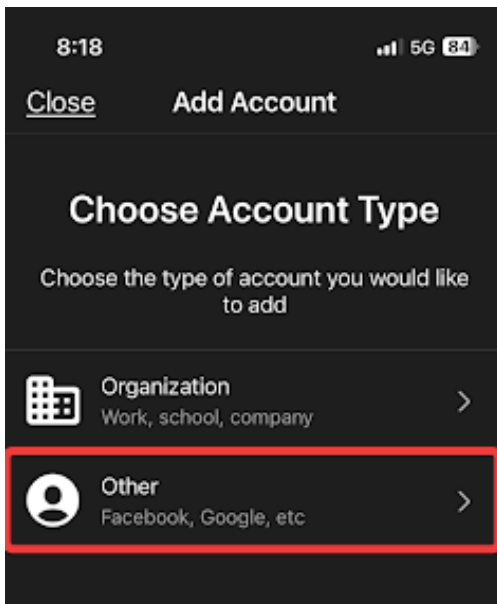 8:18 5G 84
Close Add Account
Choose Account Type
Choose the type of account you would like
to add
Organization
Work, school, company
Other
Facebook, Google, etc